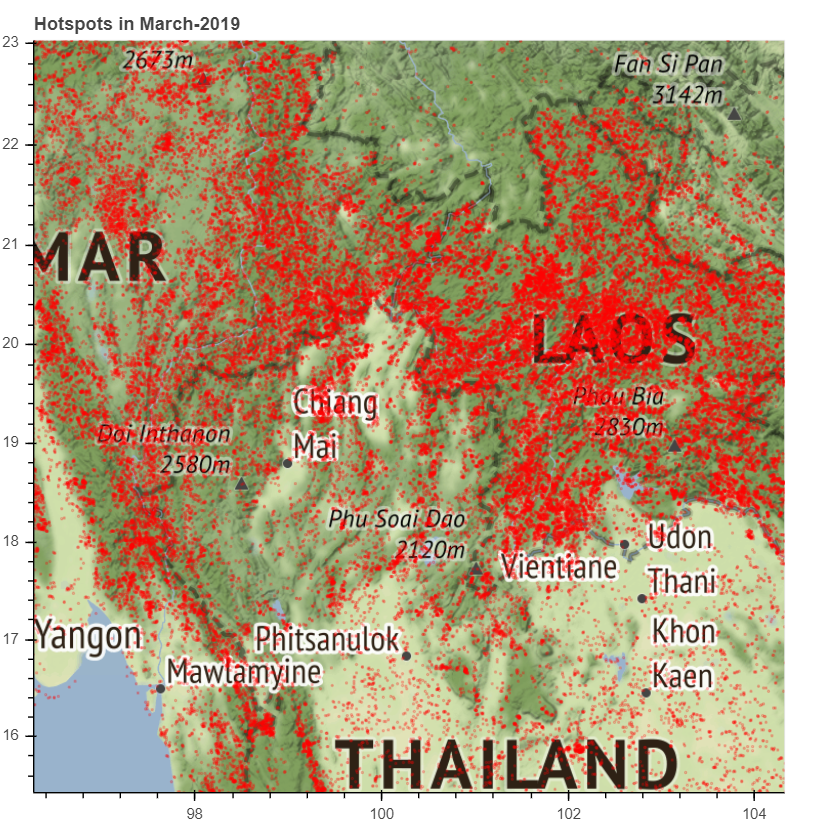 Hotspots in March-2019
23
2673m
Fan Si Pan
3142m
22
21
MAR
20
LAOS
Chiang
Phou Bia
2830m
19
Doi Inthanon
Mai
2580m
Phu Soai Dao
2120m
18
Udon
Vientiane
Thani
17
Yangon
Phitsanulok
Khon
Mawlamyine
Kaen
16
THAILAND
98
100
102
104